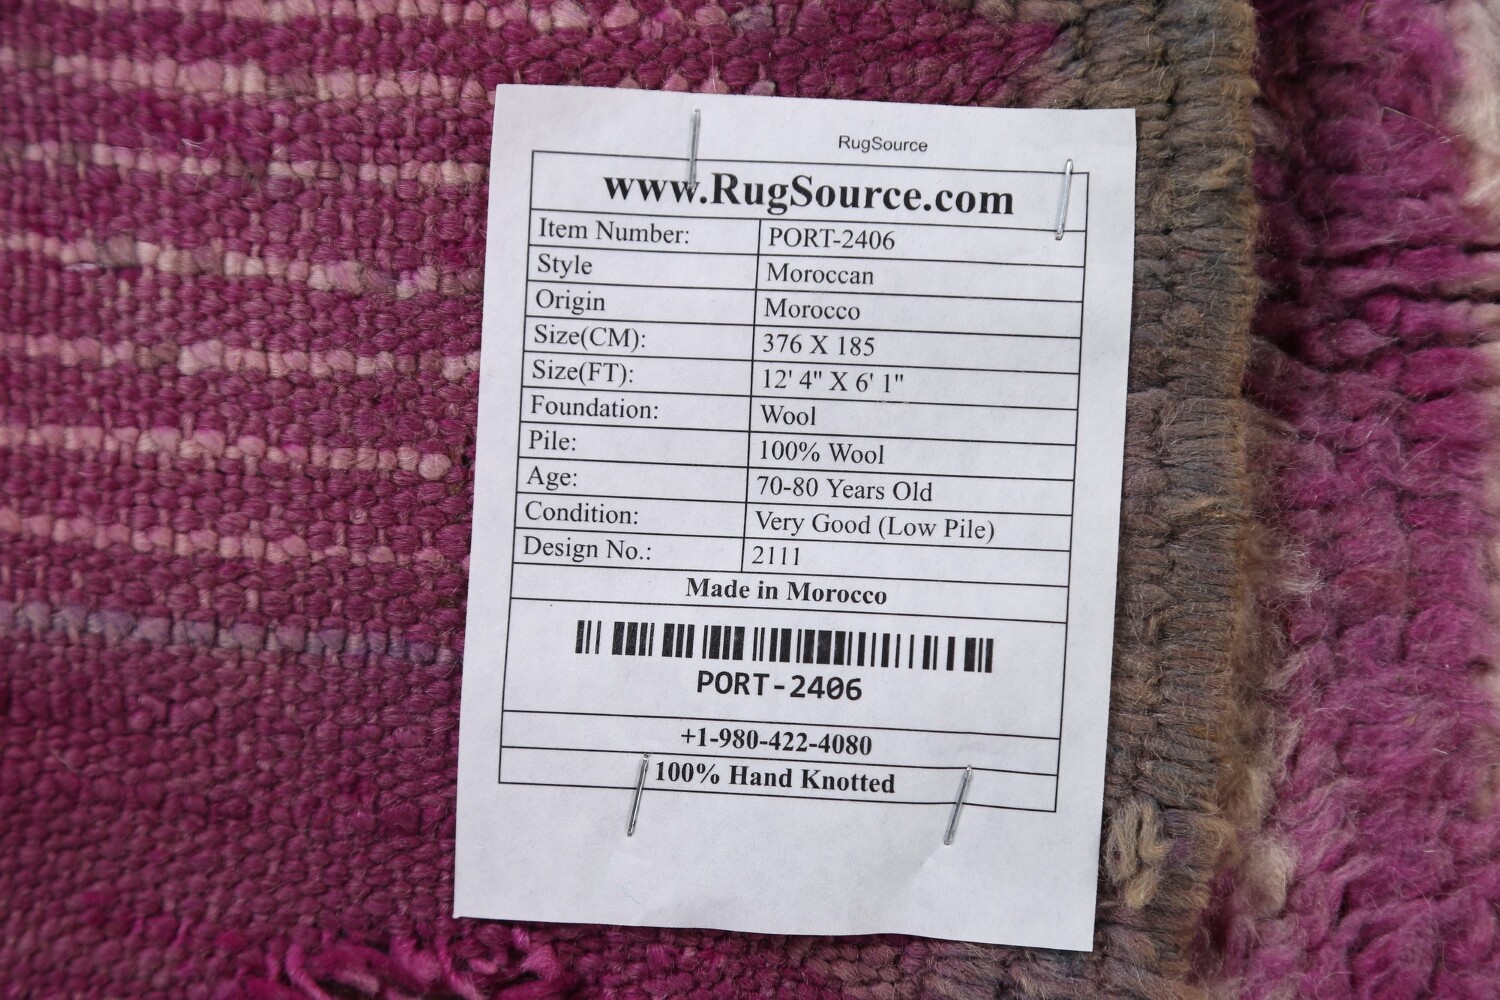 RugSource
www.RugSource.com
Item Number: PORT-2406
Style Moroccan
Origin Morocco
Size(CM): 376 X 185
Size(FT): 12' 4" X 6' 1"
Foundation: Wool
Pile: 100% Wool
Age: 70-80 Years Old
Condition: Very Good (Low Pile)
Design No.: 2111
Made in Morocco
PORT-2406
+1-980-422-4080
100% Hand Knotted